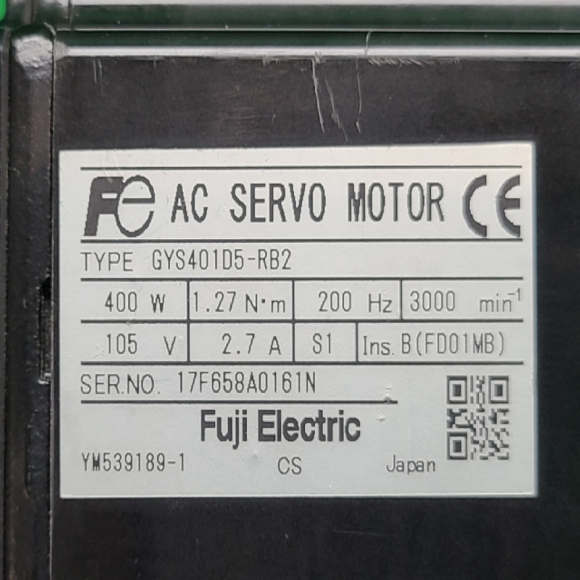 Fe AC SERVO MOTOR CE
TYPE GYS401D5-RB2
400 W 1.27 N·m 200 Hz 3000 min⁻¹
105 V 2.7 A S1 Ins. B(FD01MB)
SER.NO. 17F658A0161N
Fuji Electric
YM539189-1 CS Japan